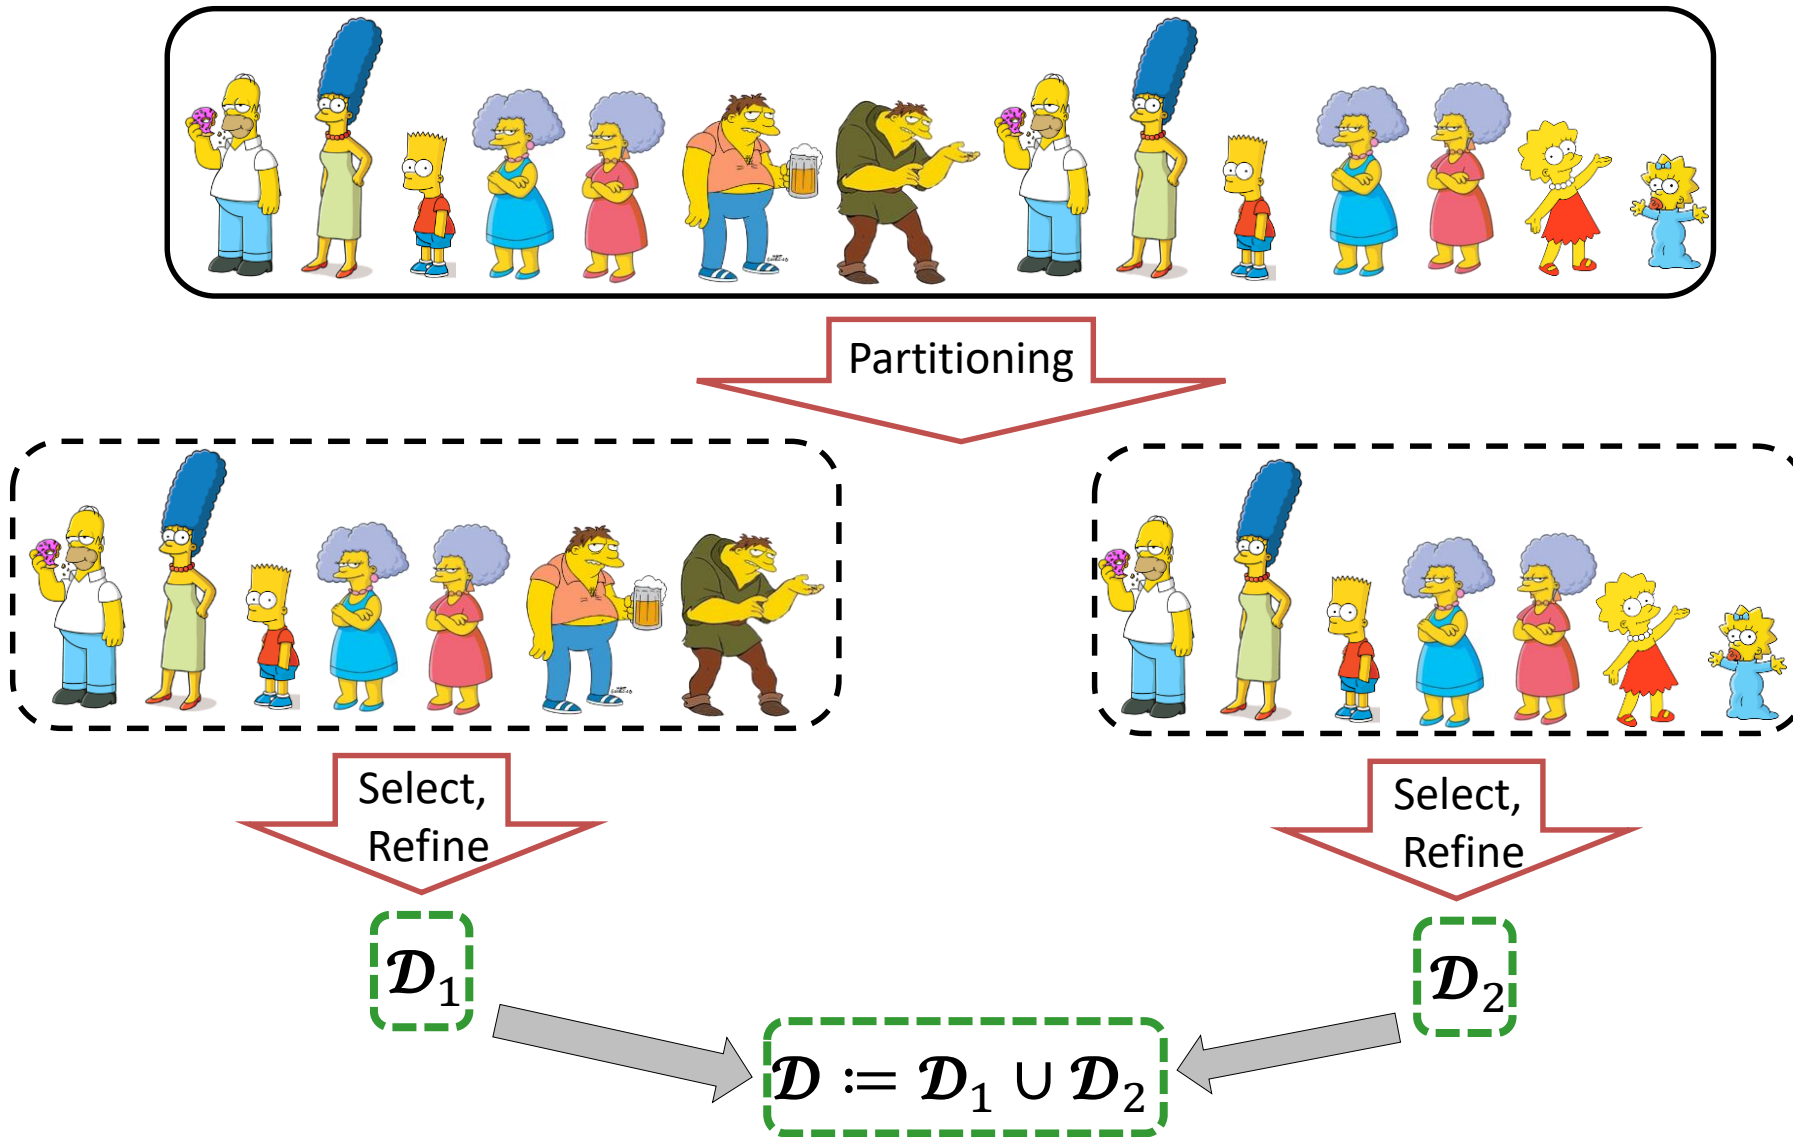 Partitioning
Select,
Refine
Select,
Refine
𝓓₁
𝓓₂
𝓓 ≔ 𝓓₁ ∪ 𝓓₂